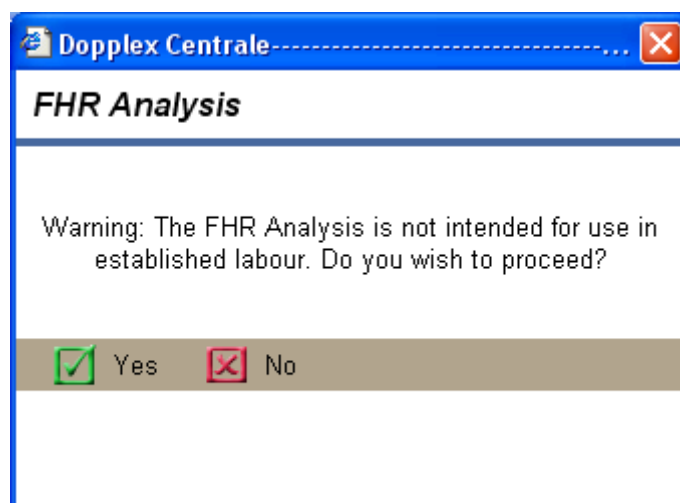 Dopplex Centrale---------------------------------...
FHR Analysis
Warning: The FHR Analysis is not intended for use in
established labour. Do you wish to proceed?
Yes No